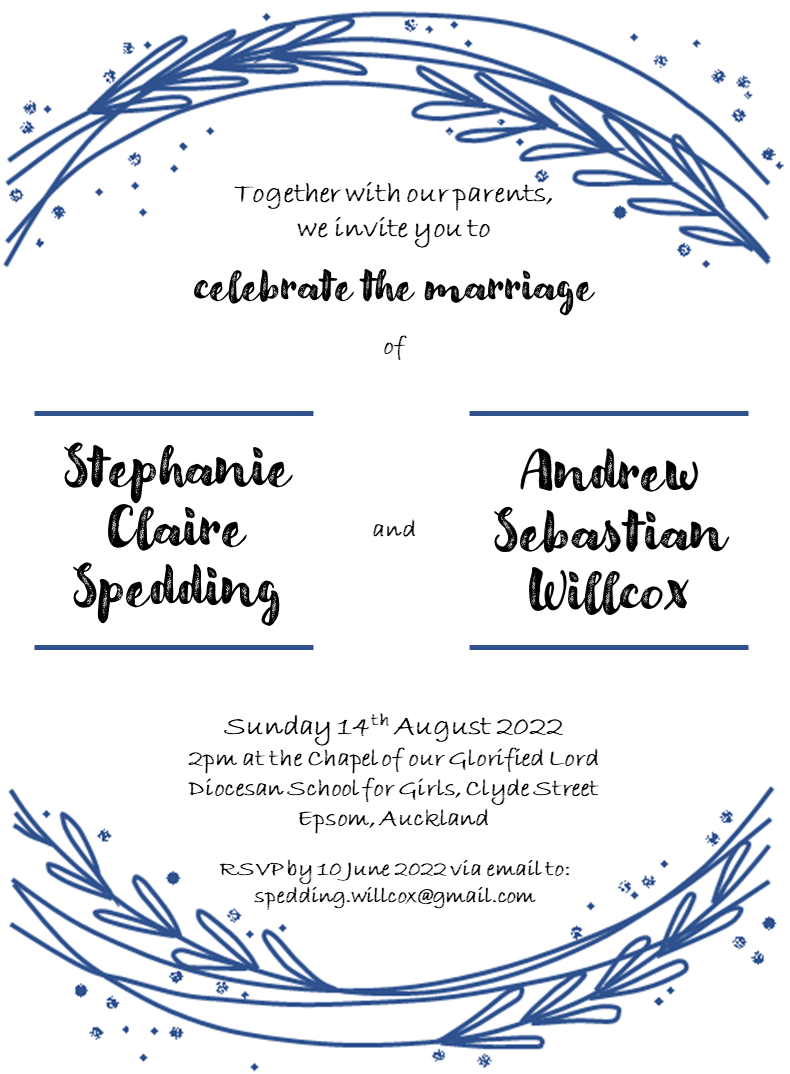 Together with our parents,
we invite you to
celebrate the marriage
of
Stephanie
Claire
Spedding
and
Andrew
Sebastian
Willcox
Sunday 14th August 2022
2pm at the Chapel of our Glorified Lord
Diocesan School for Girls, Clyde Street
Epsom, Auckland
RSVP by 10 June 2022 via email to:
spedding.willcox@gmail.com